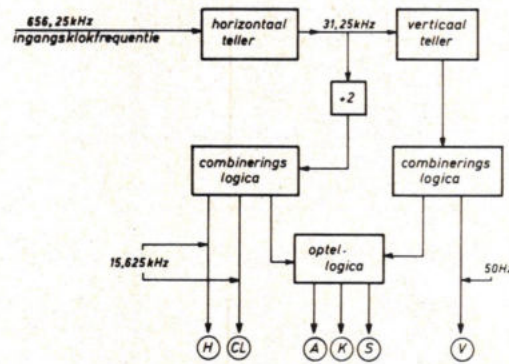 656,25kHz
ingangsklokfrequentie
horizontaal
teller
31,25kHz
verticaal
teller
÷2
combinerings
logica
combinerings
logica
optel-
logica
15,625kHz
50Hz
H
CL
A
K
S
V